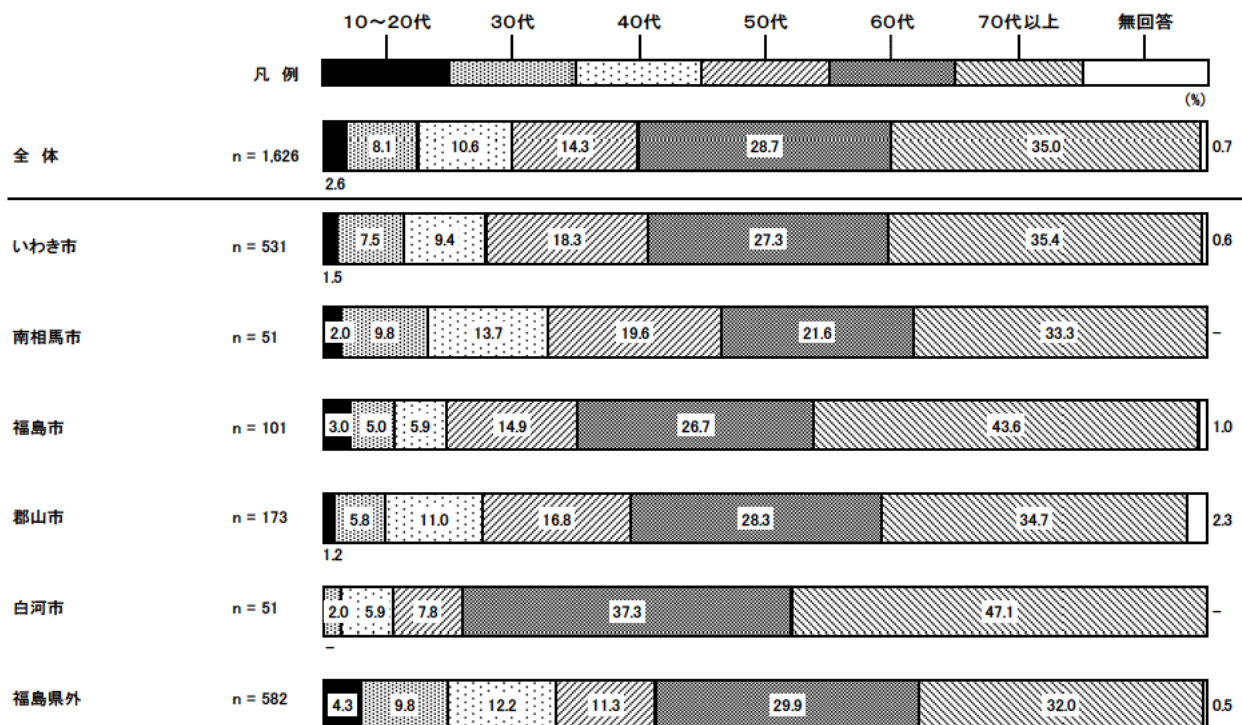 10～20代 30代 40代 50代 60代 70代以上 無回答
凡 例
(%)
全 体 n = 1,626 8.1 10.6 14.3 28.7 35.0 0.7
2.6
いわき市 n = 531 7.5 9.4 18.3 27.3 35.4 0.6
1.5
南相馬市 n = 51 2.0 9.8 13.7 19.6 21.6 33.3 -
福島市 n = 101 3.0 5.0 5.9 14.9 26.7 43.6 1.0
郡山市 n = 173 5.8 11.0 16.8 28.3 34.7 2.3
1.2
白河市 n = 51 2.0 5.9 7.8 37.3 47.1 -
-
福島県外 n = 582 4.3 9.8 12.2 11.3 29.9 32.0 0.5